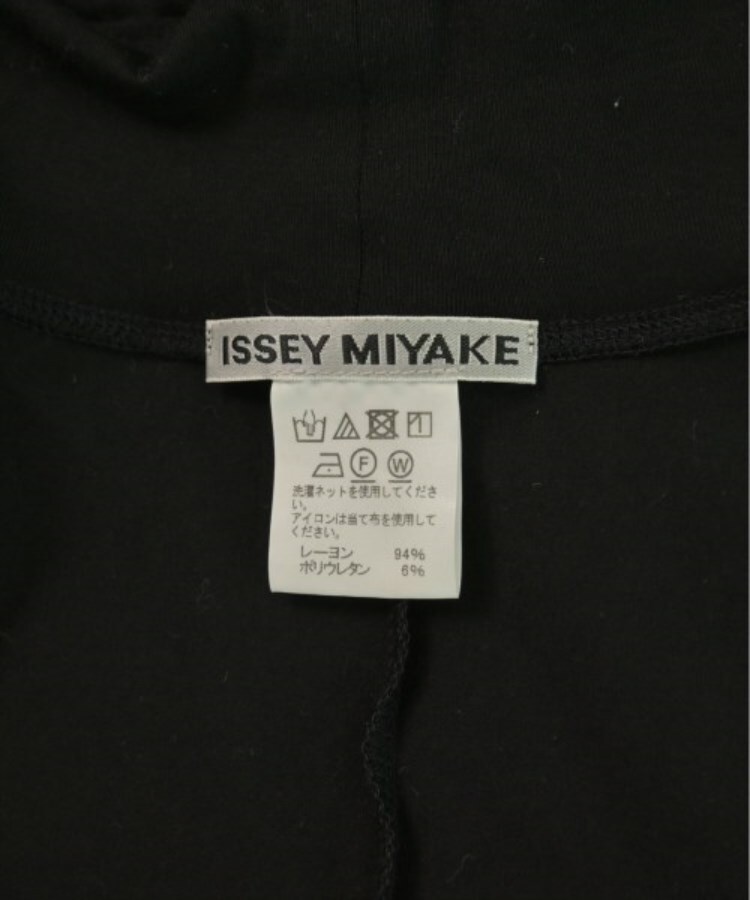 ISSEY MIYAKE
F W
洗濯ネットを使用してくださ
い。
アイロンは当て布を使用して
ください。
レーヨン 94%
ポリウレタン 6%